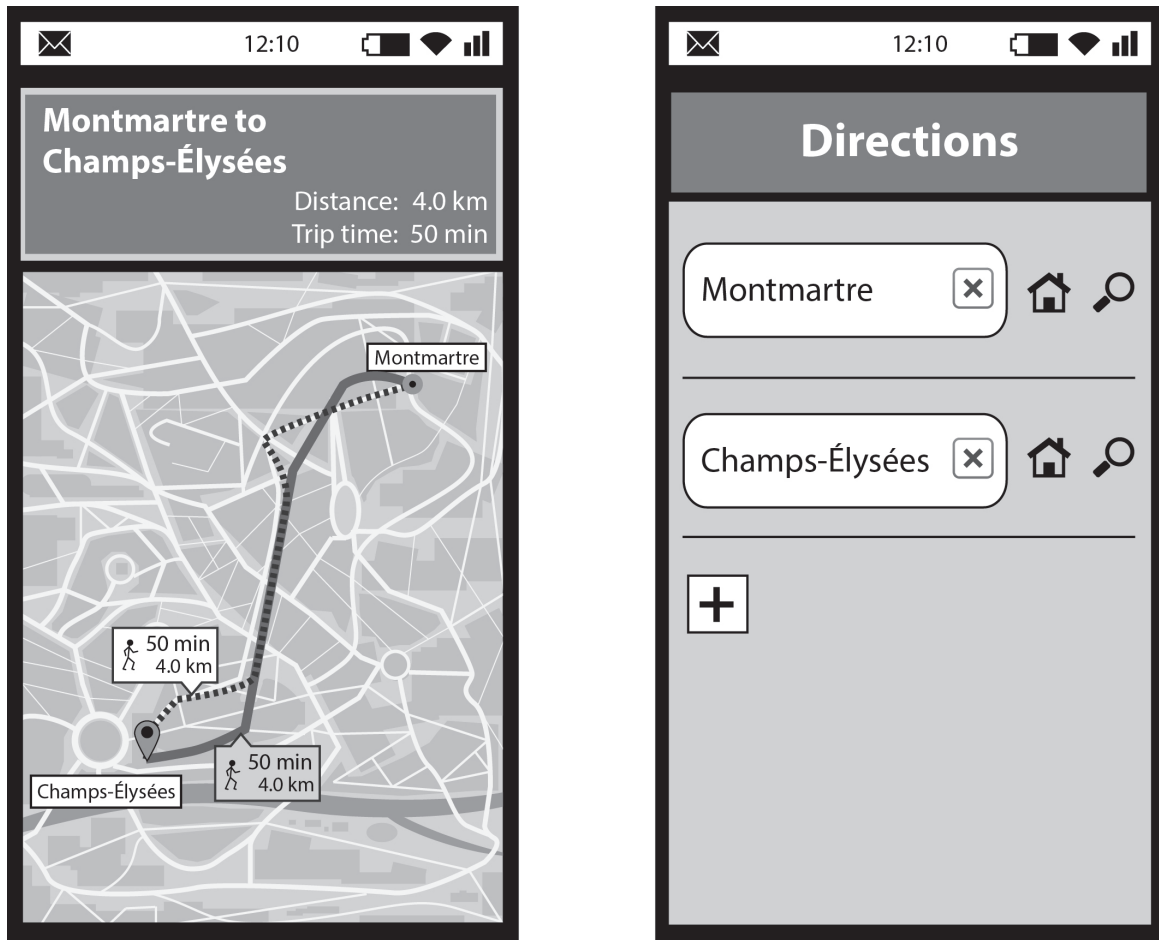 12:10
Montmartre to
Champs-Élysées
Distance: 4.0 km
Trip time: 50 min
Montmartre
50 min
4.0 km
50 min
4.0 km
Champs-Élysées
12:10
Directions
Montmartre
Champs-Élysées